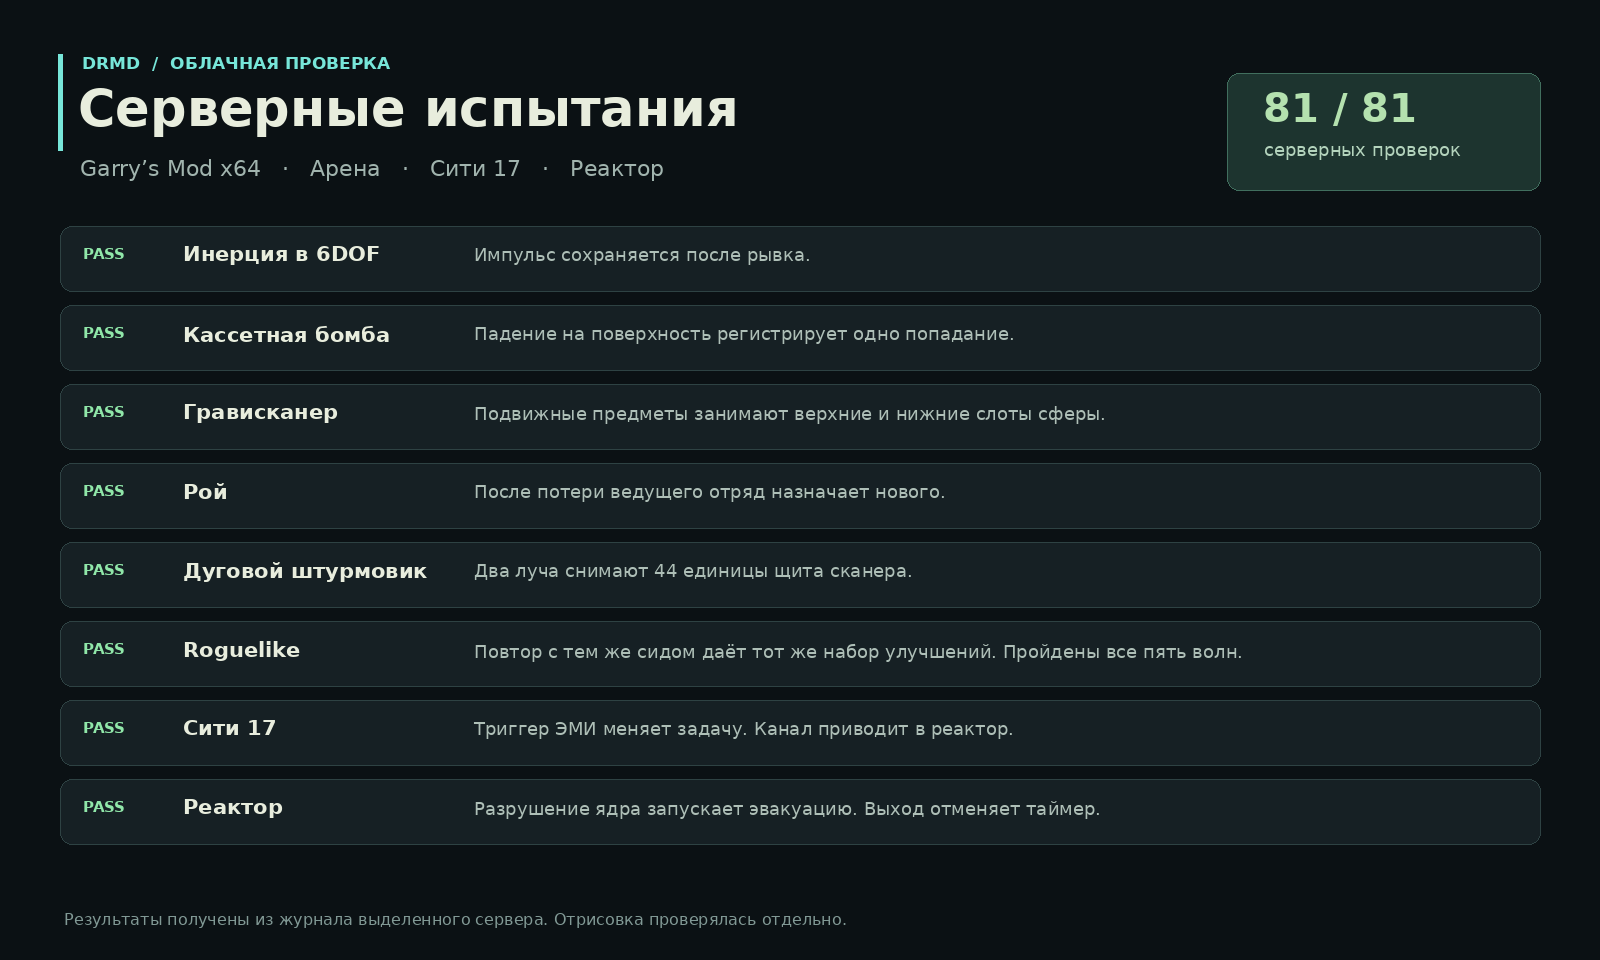 DRMD / ОБЛАЧНАЯ ПРОВЕРКА
Серверные испытания
Garry’s Mod x64 · Арена · Сити 17 · Реактор
81 / 81
серверных проверок
PASS Инерция в 6DOF Импульс сохраняется после рывка.
PASS Кассетная бомба Падение на поверхность регистрирует одно попадание.
PASS Грависканер Подвижные предметы занимают верхние и нижние слоты сферы.
PASS Рой После потери ведущего отряд назначает нового.
PASS Дуговой штурмовик Два луча снимают 44 единицы щита сканера.
PASS Roguelike Повтор с тем же сидом даёт тот же набор улучшений. Пройдены все пять волн.
PASS Сити 17 Триггер ЭМИ меняет задачу. Канал приводит в реактор.
PASS Реактор Разрушение ядра запускает эвакуацию. Выход отменяет таймер.
Результаты получены из журнала выделенного сервера. Отрисовка проверялась отдельно.